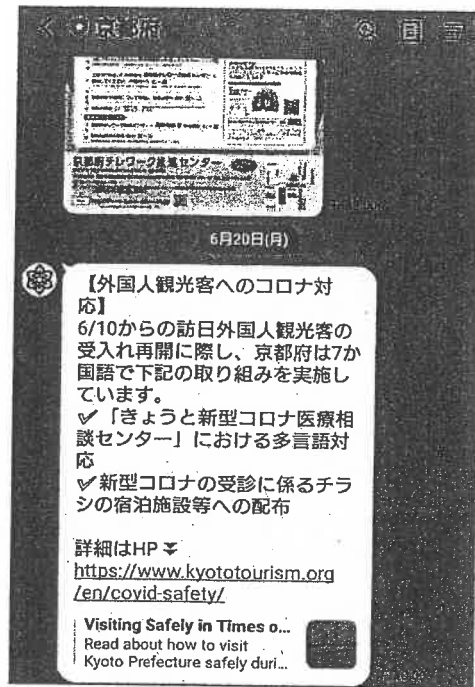 京都府
京都府テレワーク推進センター
6月20日(月)
【外国人観光客へのコロナ対
応】
6/10からの訪日外国人観光客の
受入れ再開に際し、京都府は7か
国語で下記の取り組みを実施し
ています。
✔「きょうと新型コロナ医療相
談センター」における多言語対
応
✔新型コロナの受診に係るチラ
シの宿泊施設等への配布
詳細はHP⏬
https://www.kyototourism.org
/en/covid-safety/
Visiting Safely in Times o...
Read about how to visit
Kyoto Prefecture safely duri...